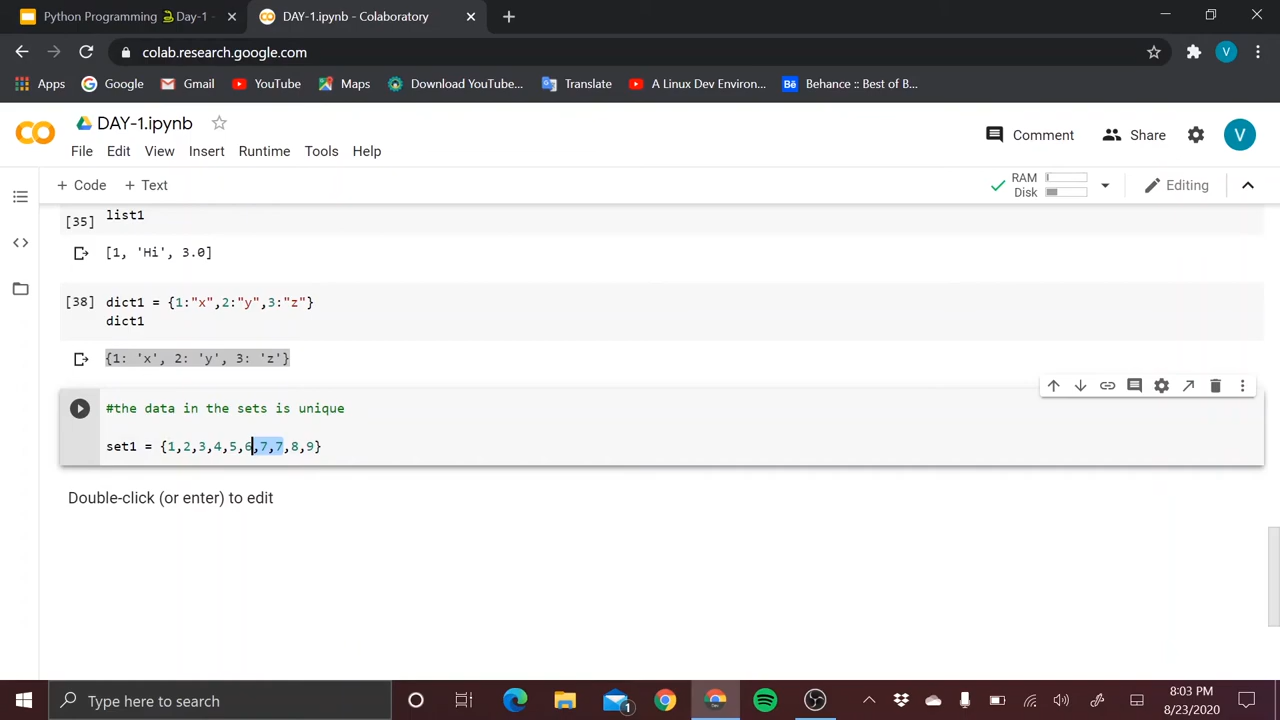 Python Programming Day-1 -
DAY-1.ipynb - Colaboratory
colab.research.google.com
V
Apps Google Gmail YouTube Maps Download YouTube... Translate A Linux Dev Environ... Bē Behance :: Best of B...
DAY-1.ipynb
Comment Share V
File Edit View Insert Runtime Tools Help
+ Code + Text
RAM
Disk
Editing
[35] list1
[1, 'Hi', 3.0]
[38] dict1 = {1:"x",2:"y",3:"z"}
dict1
{1: 'x', 2: 'y', 3: 'z'}
#the data in the sets is unique
set1 = {1,2,3,4,5,6,7,7,8,9}
Double-click (or enter) to edit
Type here to search
1
8:03 PM
8/23/2020